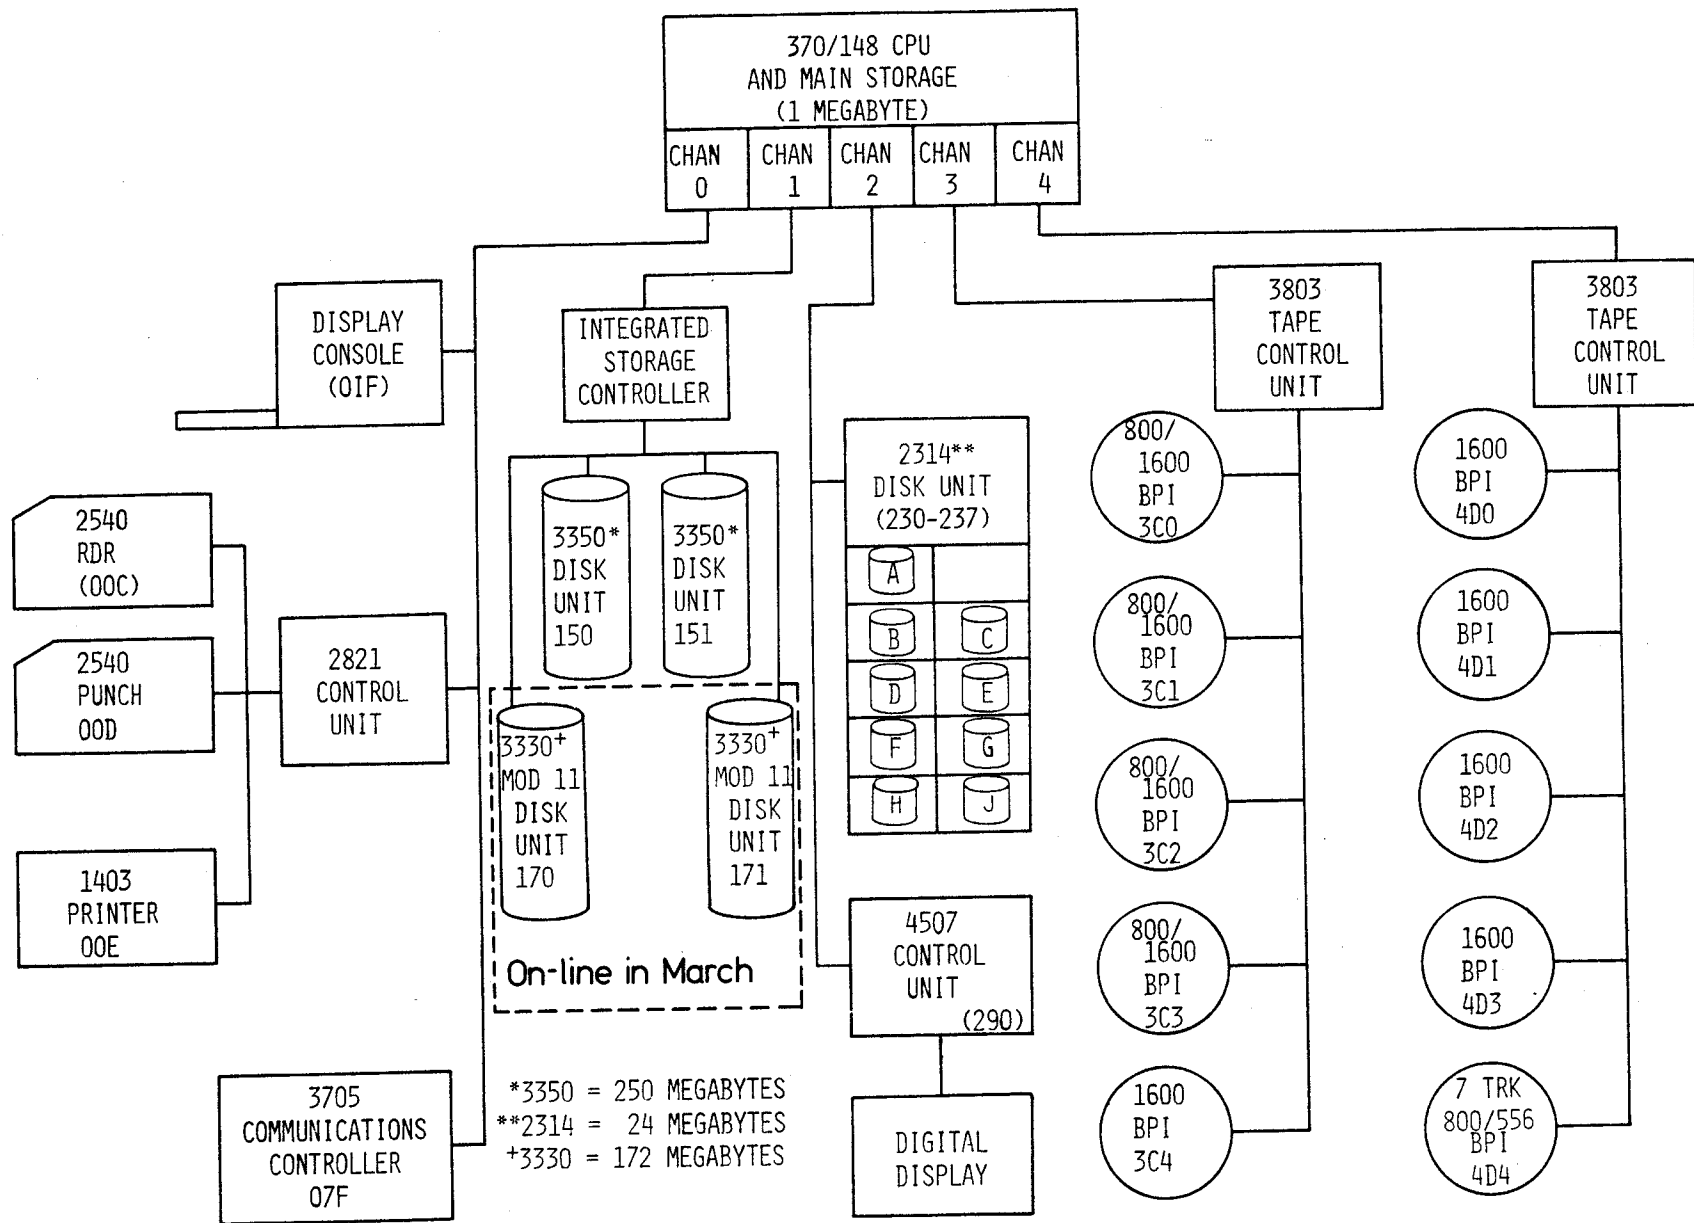 370/148 CPU
AND MAIN STORAGE
(1 MEGABYTE)
CHAN
0
CHAN
1
CHAN
2
CHAN
3
CHAN
4
DISPLAY
CONSOLE
(01F)
INTEGRATED
STORAGE
CONTROLLER
3803
TAPE
CONTROL
UNIT
3803
TAPE
CONTROL
UNIT
2540
RDR
(00C)
2540
PUNCH
00D
1403
PRINTER
00E
2821
CONTROL
UNIT
3705
COMMUNICATIONS
CONTROLLER
07F
3350*
DISK
UNIT
150
3350*
DISK
UNIT
151
3330+
MOD 11
DISK
UNIT
170
3330+
MOD 11
DISK
UNIT
171
On-line in March
*3350 = 250 MEGABYTES
**2314 = 24 MEGABYTES
+3330 = 172 MEGABYTES
2314**
DISK UNIT
(230-237)
A
B
C
D
E
F
G
H
J
4507
CONTROL
UNIT
(290)
DIGITAL
DISPLAY
800/
1600
BPI
3C0
800/
1600
BPI
3C1
800/
1600
BPI
3C2
800/
1600
BPI
3C3
1600
BPI
3C4
1600
BPI
4D0
1600
BPI
4D1
1600
BPI
4D2
1600
BPI
4D3
7 TRK
800/556
BPI
4D4